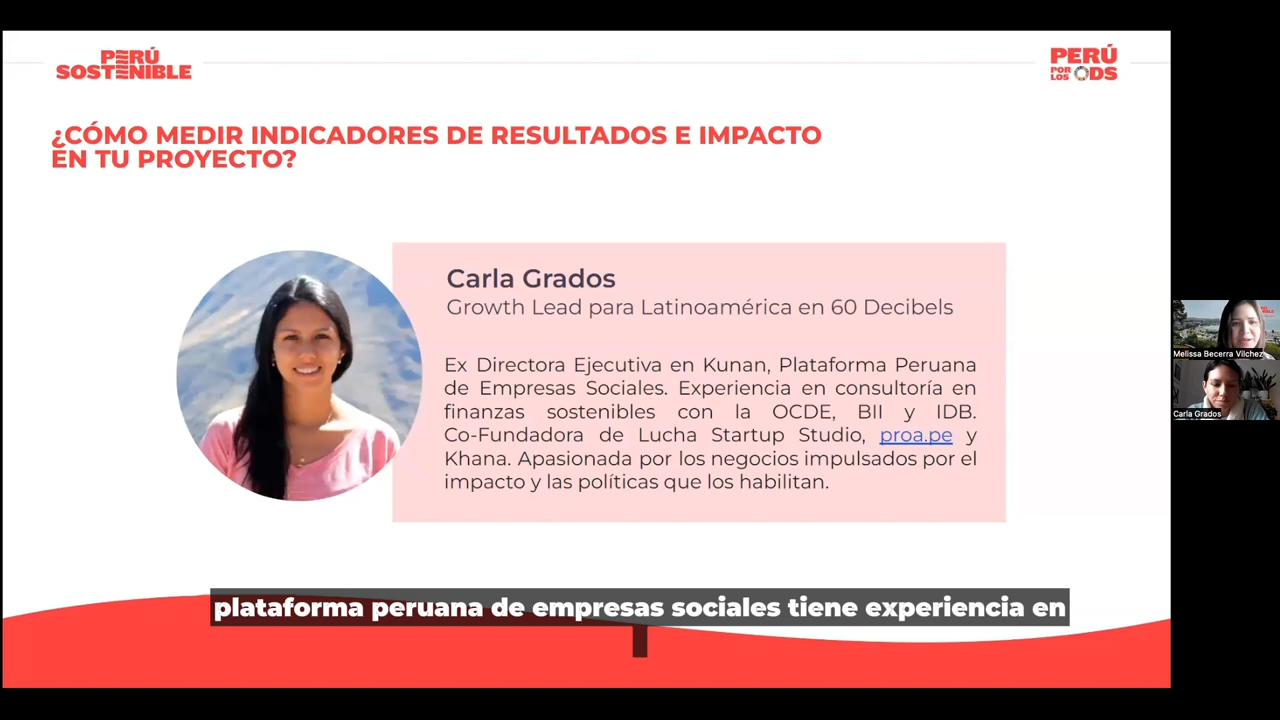 PERÚ
SOSTENIBLE
PERÚ
POR
LOS ODS
¿CÓMO MEDIR INDICADORES DE RESULTADOS E IMPACTO
EN TU PROYECTO?
Carla Grados
Growth Lead para Latinoamérica en 60 Decibels
Ex Directora Ejecutiva en Kunan, Plataforma Peruana
de Empresas Sociales. Experiencia en consultoría en
finanzas sostenibles con la OCDE, BII y IDB.
Co-Fundadora de Lucha Startup Studio, proa.pe y
Khana. Apasionada por los negocios impulsados por el
impacto y las políticas que los habilitan.
plataforma peruana de empresas sociales tiene experiencia en
Melissa Becerra Vilchez
Carla Grados